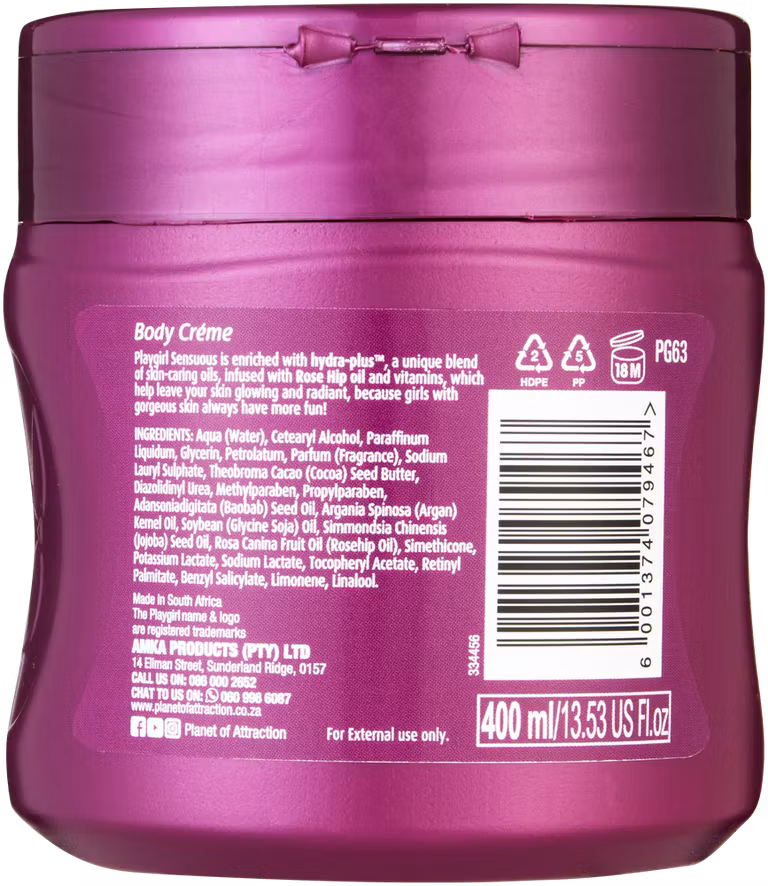 Body Créme
Playgirl Sensuous is enriched with hydra-plus™, a unique blend
of skin-caring oils, infused with Rose Hip oil and vitamins, which
help leave your skin glowing and radiant, because girls with
gorgeous skin always have more fun!
INGREDIENTS: Aqua (Water), Cetearyl Alcohol, Paraffinum
Liquidum, Glycerin, Petrolatum, Parfum (Fragrance), Sodium
Lauryl Sulphate, Theobroma Cacao (Cocoa) Seed Butter,
Diazolidinyl Urea, Methylparaben, Propylparaben,
Adansoniadigitata (Baobab) Seed Oil, Argania Spinosa (Argan)
Kernel Oil, Soybean (Glycine Soja) Oil, Simmondsia Chinensis
(Jojoba) Seed Oil, Rosa Canina Fruit Oil (Rosehip Oil), Simethicone,
Potassium Lactate, Sodium Lactate, Tocopheryl Acetate, Retinyl
Palmitate, Benzyl Salicylate, Limonene, Linalool.
Made in South Africa
The Playgirl name & logo
are registered trademarks
AMKA PRODUCTS (PTY) LTD
14 Ellman Street, Sunderland Ridge, 0157
CALL US ON: 086 000 2652
CHAT TO US ON: 060 996 6067
www.planetofattraction.co.za
Planet of Attraction
For External use only.
2
HDPE
5
PP
18 M
PG63
6 001374 079467 >
334456
400 ml/13.53 US Fl.oz